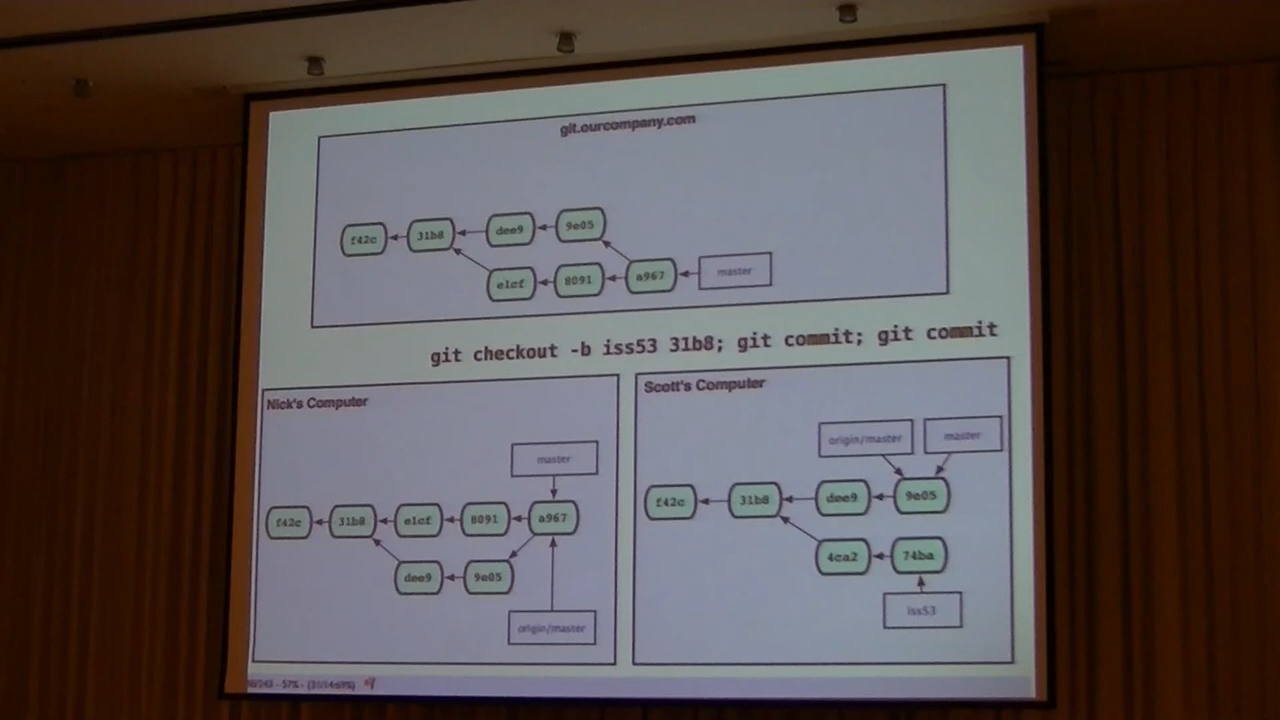 git.ourcompany.com
f42c 31b8 dee9 9e05
e1cf 8091 a967 master
git checkout -b iss53 31b8; git commit; git commit
Nick's Computer
master
f42c 31b8 e1cf 8091 a967
dee9 9e05
origin/master
Scott's Computer
origin/master master
f42c 31b8 dee9 9e05
4ca2 74ba
iss53